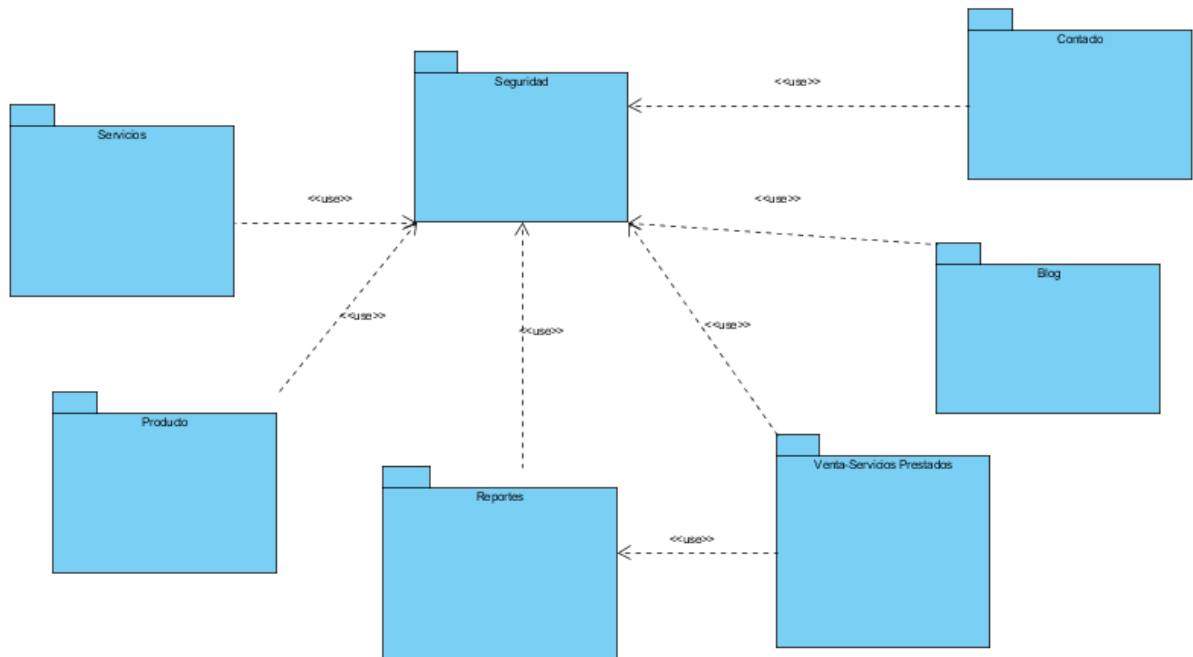 Contacto
Seguridad
<<use>>
Servicios
<<use>>
<<use>>
Blog
<<use>>
<<use>>
<<use>>
Producto
Venta-Servicios Prestados
Reportes
<<use>>